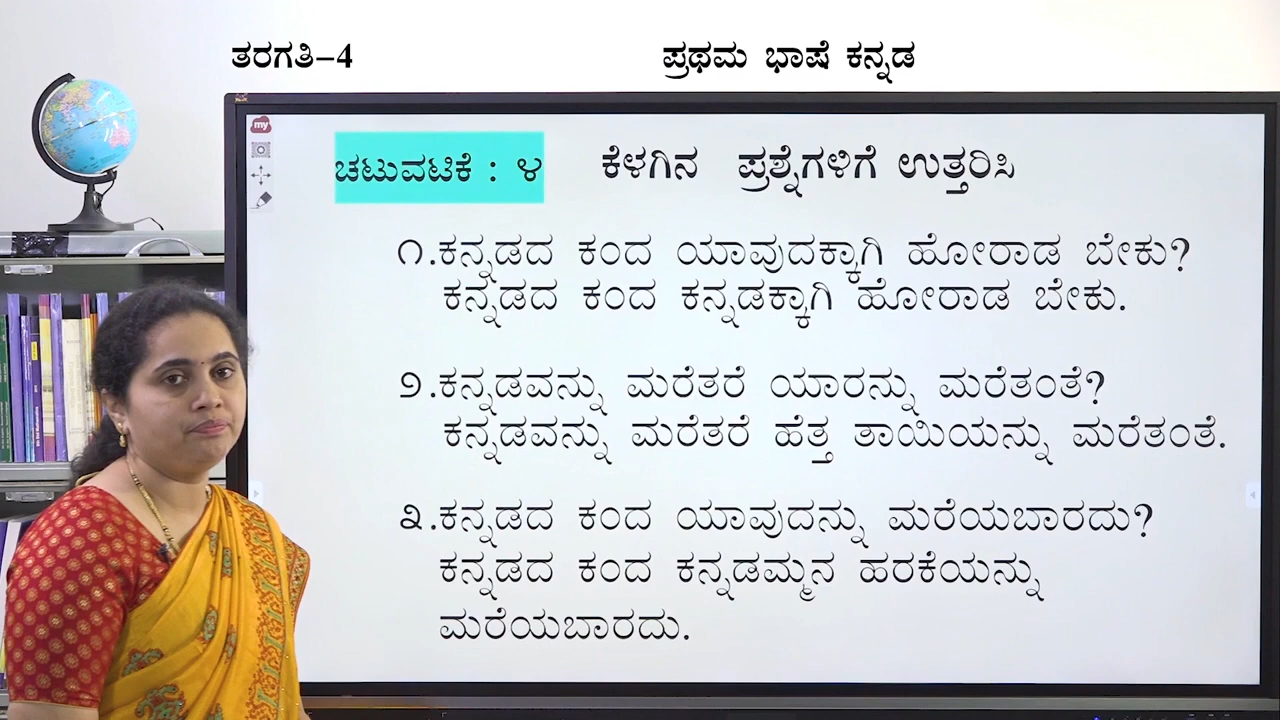 ತರಗತಿ-4 ಪ್ರಥಮ ಭಾಷೆ ಕನ್ನಡ
my
ಚಟುವಟಿಕೆ : ೪ ಕೆಳಗಿನ ಪ್ರಶ್ನೆಗಳಿಗೆ ಉತ್ತರಿಸಿ
೧.ಕನ್ನಡದ ಕಂದ ಯಾವುದಕ್ಕಾಗಿ ಹೋರಾಡ ಬೇಕು?
ಕನ್ನಡದ ಕಂದ ಕನ್ನಡಕ್ಕಾಗಿ ಹೋರಾಡ ಬೇಕು.
೨.ಕನ್ನಡವನ್ನು ಮರೆತರೆ ಯಾರನ್ನು ಮರೆತಂತೆ?
ಕನ್ನಡವನ್ನು ಮರೆತರೆ ಹೆತ್ತ ತಾಯಿಯನ್ನು ಮರೆತಂತೆ.
೩.ಕನ್ನಡದ ಕಂದ ಯಾವುದನ್ನು ಮರೆಯಬಾರದು?
ಕನ್ನಡದ ಕಂದ ಕನ್ನಡಮ್ಮನ ಹರಕೆಯನ್ನು
ಮರೆಯಬಾರದು.